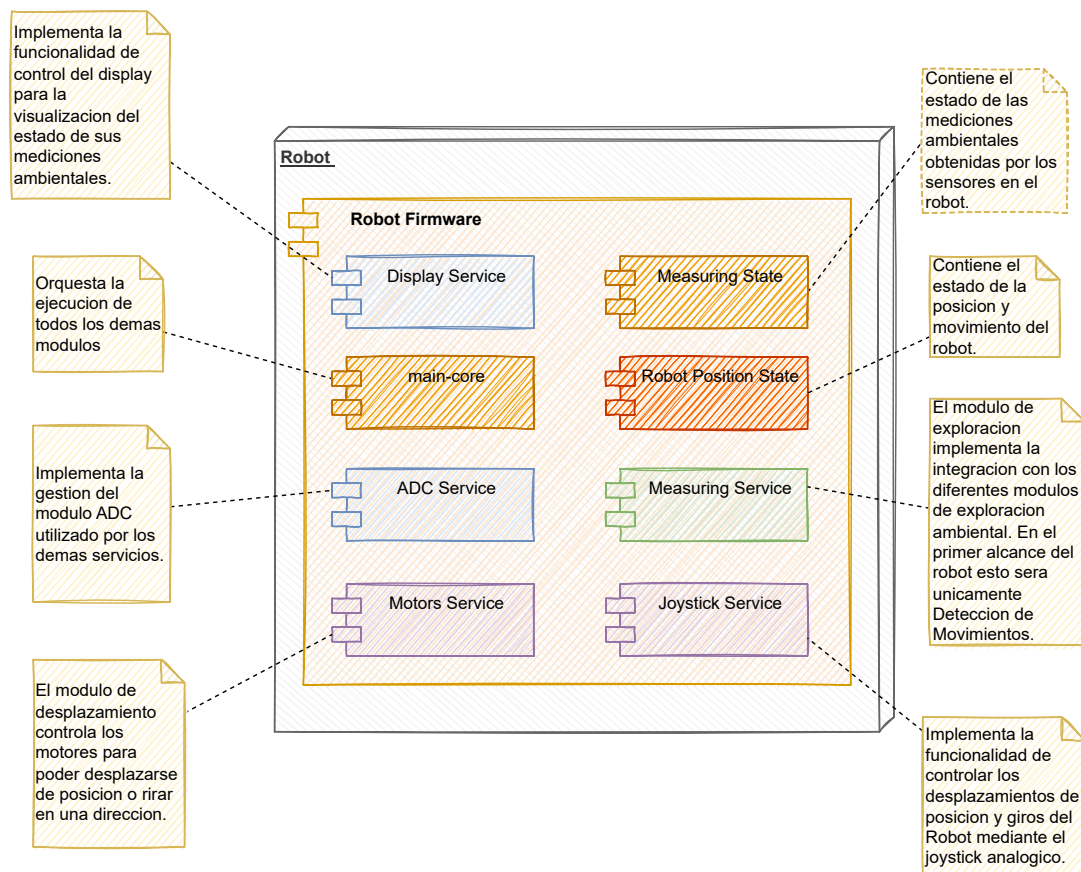 Implementa la
funcionalidad de
control del display
para la
visualizacion del
estado de sus
mediciones
ambientales.
Contiene el
estado de las
mediciones
ambientales
obtenidas por los
sensores en el
robot.
Robot
Robot Firmware
Display Service
Measuring State
Orquesta la
ejecucion de
todos los demas
modulos
Contiene el
estado de la
posicion y
movimiento del
robot.
main-core
Robot Position State
Implementa la
gestion del
modulo ADC
utilizado por los
demas servicios.
El modulo de
exploracion
implementa la
integracion con los
diferentes modulos
de exploracion
ambiental. En el
primer alcance del
robot esto sera
unicamente
Deteccion de
Movimientos.
ADC Service
Measuring Service
Motors Service
Joystick Service
El modulo de
desplazamiento
controla los
motores para
poder desplazarse
de posicion o rirar
en una direccion.
Implementa la
funcionalidad de
controlar los
desplazamientos de
posicion y giros del
Robot mediante el
joystick analogico.